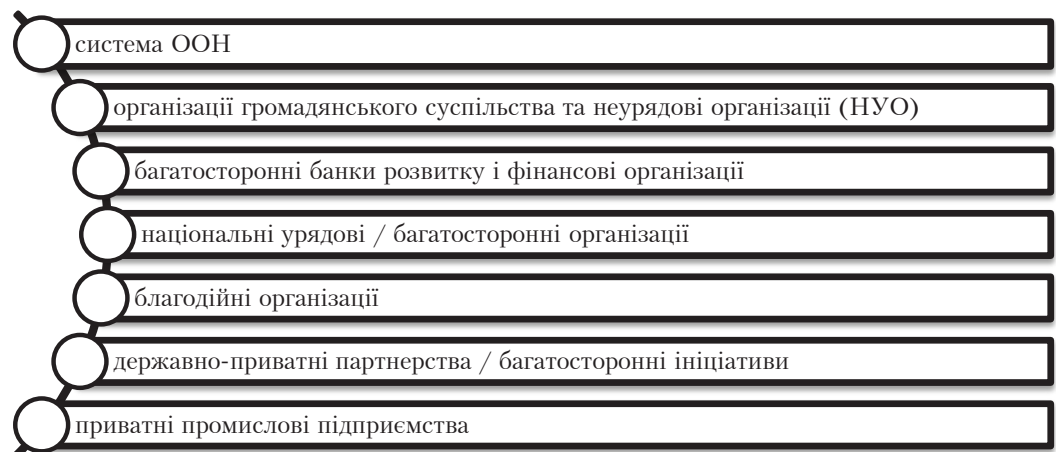 система ООН
організації громадянського суспільства та неурядові організації (НУО)
багатосторонні банки розвитку і фінансові організації
національні урядові / багатосторонні організації
благодійні організації
державно-приватні партнерства / багатосторонні ініціативи
приватні промислові підприємства